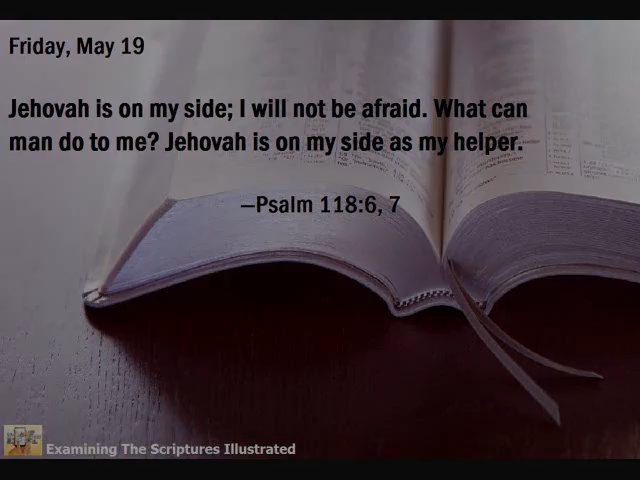 Friday, May 19
Jehovah is on my side; I will not be afraid. What can
man do to me? Jehovah is on my side as my helper.
—Psalm 118:6, 7
Examining The Scriptures Illustrated